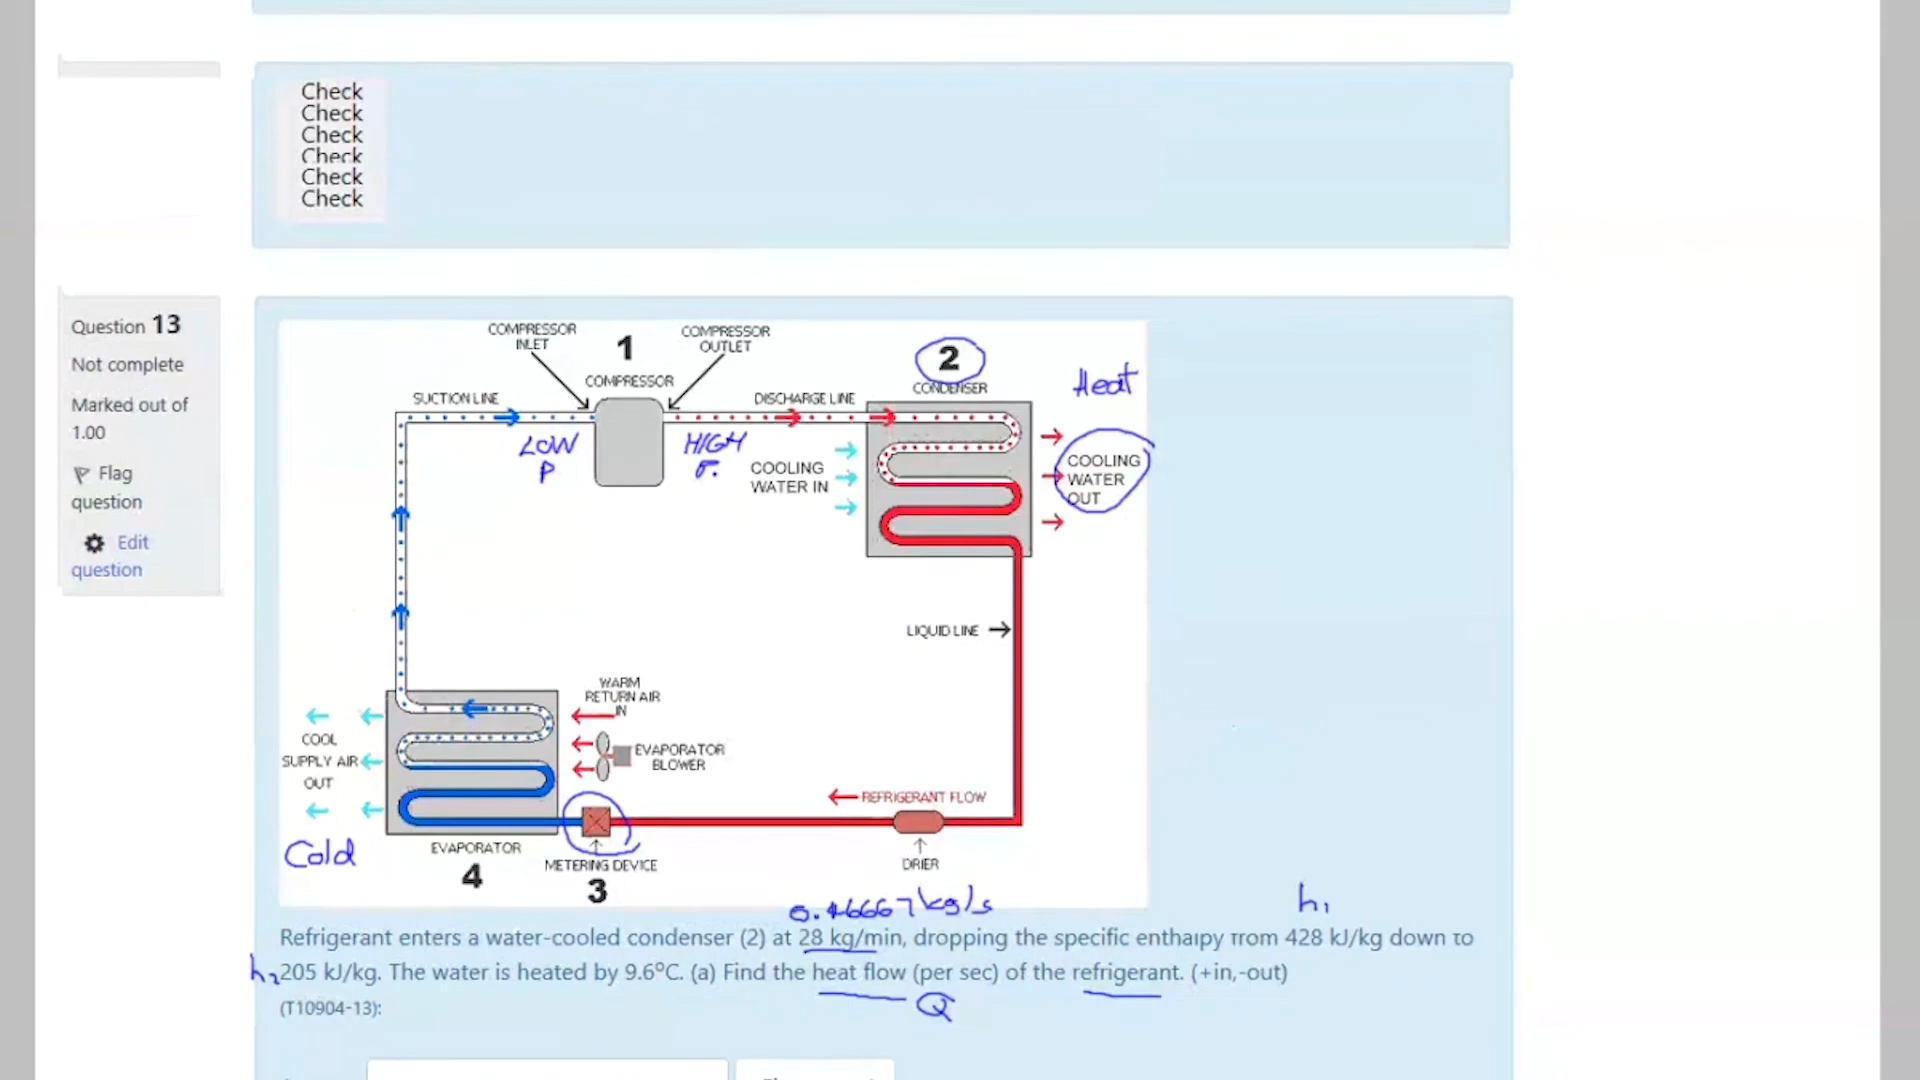 Check
Check
Check
Check
Check
Check
Question 13
Not complete
Marked out of
1.00
Flag
question
Edit
question
COMPRESSOR
INLET
1
COMPRESSOR
OUTLET
COMPRESSOR
2
CONDENSER
Heat
SUCTION LINE
DISCHARGE LINE
LOW
P
HIGH
P.
COOLING
WATER IN
COOLING
WATER
OUT
LIQUID LINE
WARM
RETURN AIR
IN
COOL
SUPPLY AIR
OUT
EVAPORATOR
BLOWER
REFRIGERANT FLOW
Cold
EVAPORATOR
4
METERING DEVICE
3
DRIER
0.46667 kg/s
h₁
Refrigerant enters a water-cooled condenser (2) at 28 kg/min, dropping the specific enthalpy from 428 kJ/kg down to
h₂ 205 kJ/kg. The water is heated by 9.6°C. (a) Find the heat flow (per sec) of the refrigerant. (+in,-out)
Q
(T10904-13):